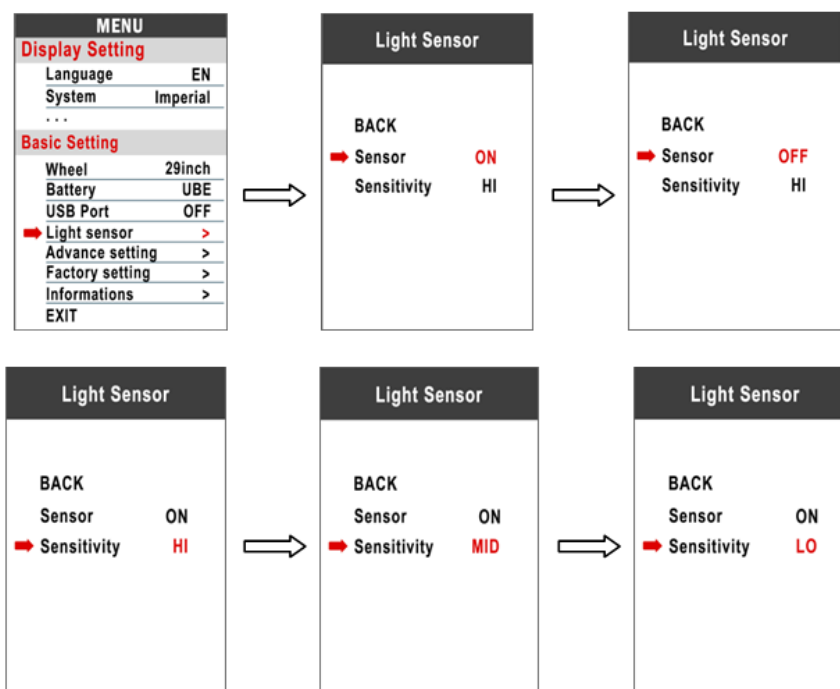 MENU
Display Setting
Language EN
System Imperial
...
Basic Setting
Wheel 29inch
Battery UBE
USB Port OFF
Light sensor >
Advance setting >
Factory setting >
Informations >
EXIT
Light Sensor
BACK
Sensor ON
Sensitivity HI
Light Sensor
BACK
Sensor OFF
Sensitivity HI
Light Sensor
BACK
Sensor ON
Sensitivity HI
Light Sensor
BACK
Sensor ON
Sensitivity MID
Light Sensor
BACK
Sensor ON
Sensitivity LO